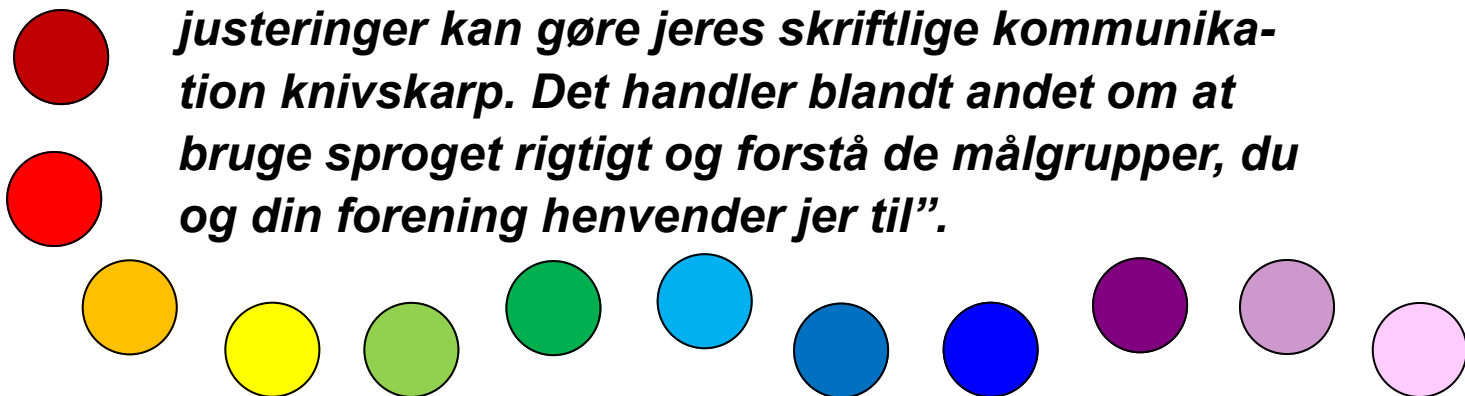 justeringer kan gøre jeres skriftlige kommunika-
tion knivskarp. Det handler blandt andet om at
bruge sproget rigtigt og forstå de målgrupper, du
og din forening henvender jer til”.